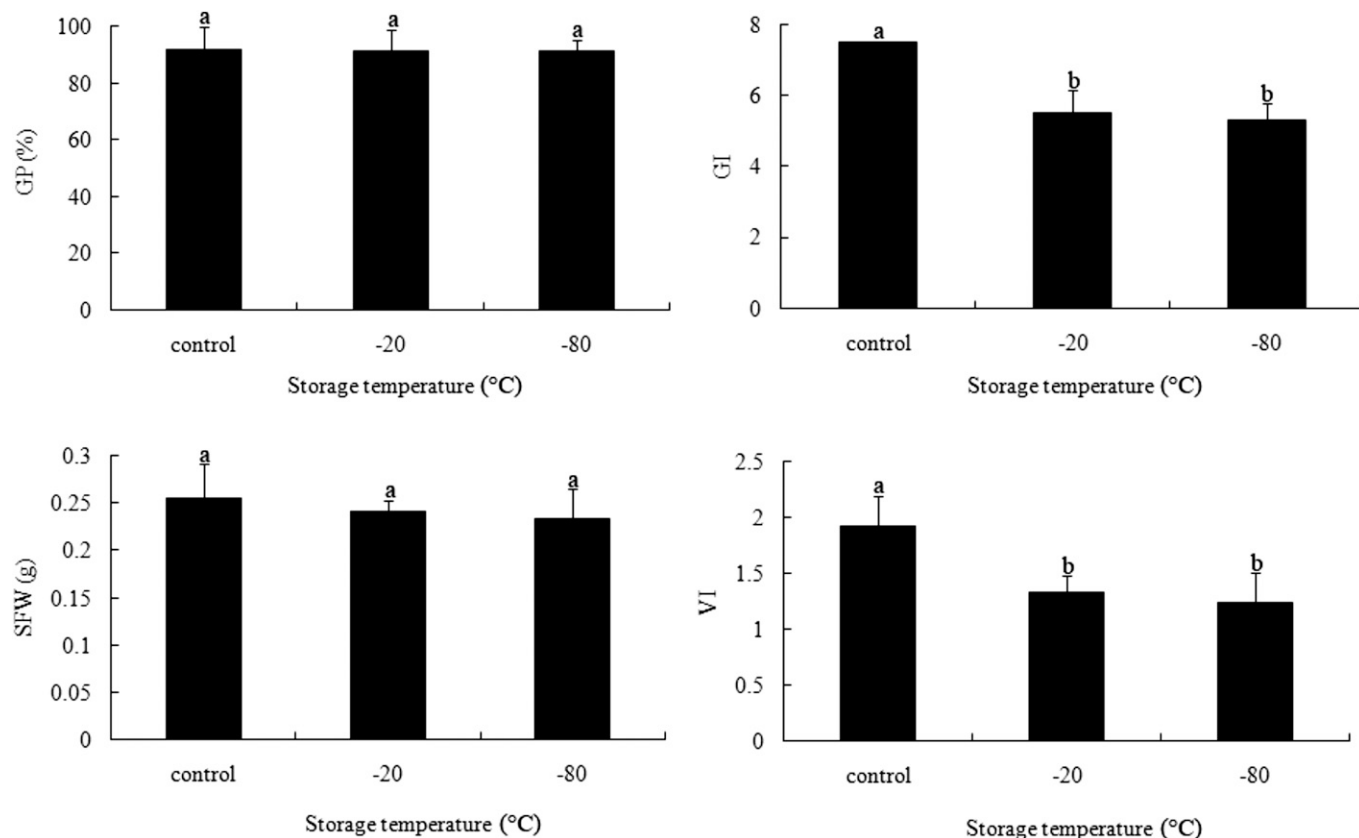 GP (%)
100
80
60
40
20
0
a
a
a
control
-20
-80
Storage temperature (°C)
GI
8
6
4
2
0
a
b
b
control
-20
-80
Storage temperature (°C)
SFW (g)
0.3
0.25
0.2
0.15
0.1
0.05
0
a
a
a
control
-20
-80
Storage temperature (°C)
VI
2.5
2
1.5
1
0.5
0
a
b
b
control
-20
-80
Storage temperature (°C)